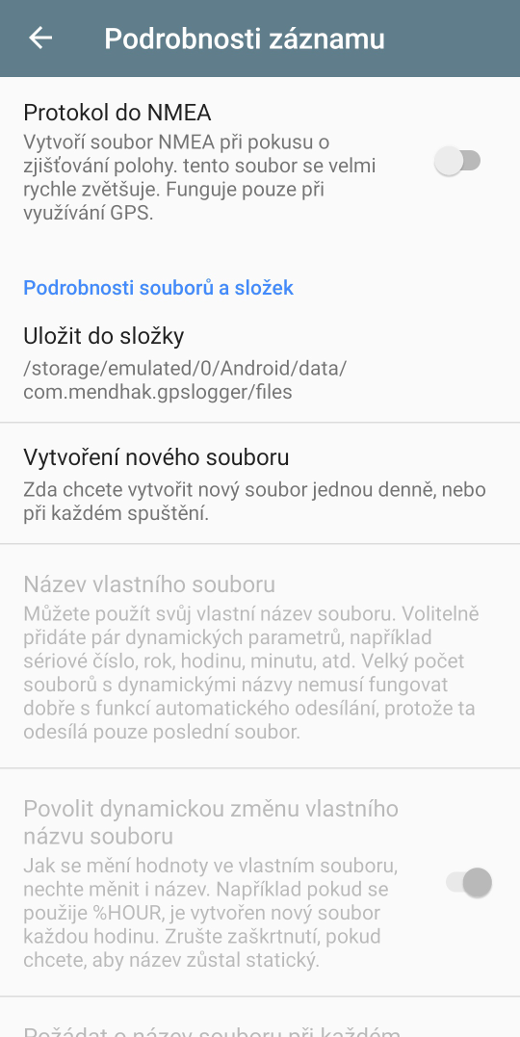 Podrobnosti záznamu
Protokol do NMEA
Vytvoří soubor NMEA při pokusu o
zjišťování polohy. tento soubor se velmi
rychle zvětšuje. Funguje pouze při
využívání GPS.
Podrobnosti souborů a složek
Uložit do složky
/storage/emulated/0/Android/data/
com.mendhak.gpslogger/files
Vytvoření nového souboru
Zda chcete vytvořit nový soubor jednou denně, nebo
při každém spuštění.
Název vlastního souboru
Můžete použít svůj vlastní název souboru. Volitelně
přidáte pár dynamických parametrů, například
sériové číslo, rok, hodinu, minutu, atd. Velký počet
souborů s dynamickými názvy nemusí fungovat
dobře s funkcí automatického odesílání, protože ta
odesílá pouze poslední soubor.
Povolit dynamickou změnu vlastního
názvu souboru
Jak se mění hodnoty ve vlastním souboru,
nechte měnit i název. Například pokud se
použije %HOUR, je vytvořen nový soubor
každou hodinu. Zrušte zaškrtnutí, pokud
chcete, aby název zůstal statický.
Požádat o název souboru při každém